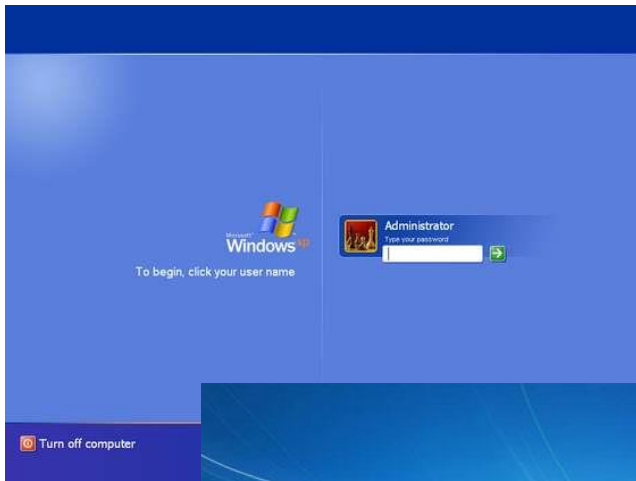 Microsoft
Windows xp
To begin, click your user name
Administrator
Type your password
Turn off computer